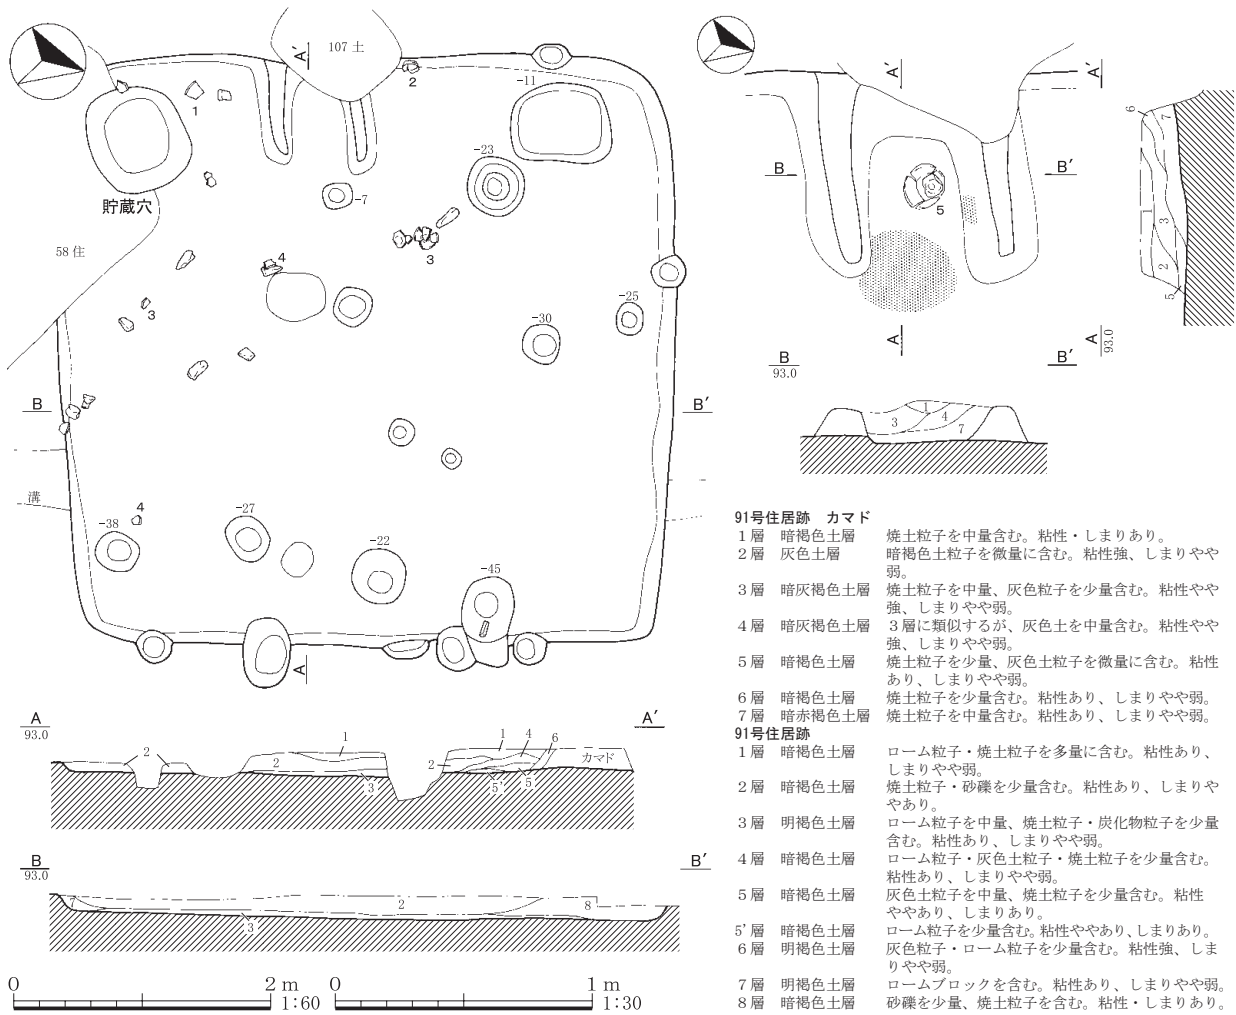 107 土
A′
1
2
-11
-23
-7
貯蔵穴
58 住
3
4
3
-25
-30
B
B′
溝
4
-38
-27
-22
-45
A
A′
A′
B
B′
5
A
A
93.0
6
7
1
3
2
5
B
93.0
B′
1
3
4
7
A
93.0
A′
2
1
2
3
1
4
6
2
5′
5
カマド
B
93.0
B′
7
2
3
8
0
2 m
1:60
0
1 m
1:30
91号住居跡 カマド
1層 暗褐色土層 焼土粒子を中量含む。粘性・しまりあり。
2層 灰色土層 暗褐色土粒子を微量に含む。粘性強、しまりやや
弱。
3層 暗灰褐色土層 焼土粒子を中量、灰色粒子を少量含む。粘性やや
強、しまりやや弱。
4層 暗灰褐色土層 3層に類似するが、灰色土を中量含む。粘性やや
強、しまりやや弱。
5層 暗褐色土層 焼土粒子を少量、灰色土粒子を微量に含む。粘性
あり、しまりやや弱。
6層 暗褐色土層 焼土粒子を少量含む。粘性あり、しまりやや弱。
7層 暗赤褐色土層 焼土粒子を中量含む。粘性あり、しまりやや弱。
91号住居跡
1層 暗褐色土層 ローム粒子・焼土粒子を多量に含む。粘性あり、
しまりやや弱。
2層 暗褐色土層 焼土粒子・砂礫を少量含む。粘性あり、しまりや
ややあり。
3層 明褐色土層 ローム粒子を中量、焼土粒子・炭化物粒子を少量
含む。粘性あり、しまりやや弱。
4層 暗褐色土層 ローム粒子・灰色土粒子・焼土粒子を少量含む。
粘性あり、しまりやや弱。
5層 暗褐色土層 灰色土粒子を中量、焼土粒子を少量含む。粘性
ややあり、しまりあり。
5′層 暗褐色土層 ローム粒子を少量含む。粘性ややあり、しまりあり。
6層 明褐色土層 灰色粒子・ローム粒子を少量含む。粘性強、しま
りやや弱。
7層 明褐色土層 ロームブロックを含む。粘性あり、しまりやや弱。
8層 暗褐色土層 砂礫を少量、焼土粒子を含む。粘性・しまりあり。